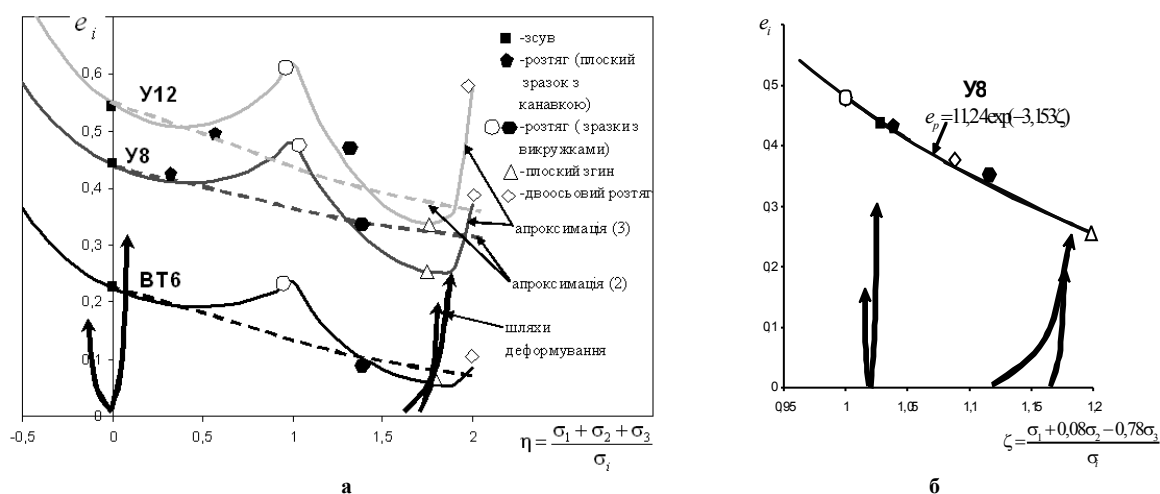 e_i
0,6
0,5
0,4
0,3
0,2
0,1
0
-0,5
0
0,5
1
1,5
2
У12
У8
ВТ6
-зсув
-розтяг (плоский
зразок з
канавкою)
-розтяг ( зразки з
викружками)
-плоский згин
-двоосьовий розтяг
апроксимація (3)
апроксимація (2)
шляхи
деформування
η = (σ₁ + σ₂ + σ₃) / σ_i
а
e_i
0,5
0,4
0,3
0,2
0,1
0
0,95
1
1,05
1,1
1,15
1,2
У8
e_p=11,24exp(−3,153ζ)
ζ = (σ₁ + 0,08σ₂ − 0,78σ₃) / σ_i
б